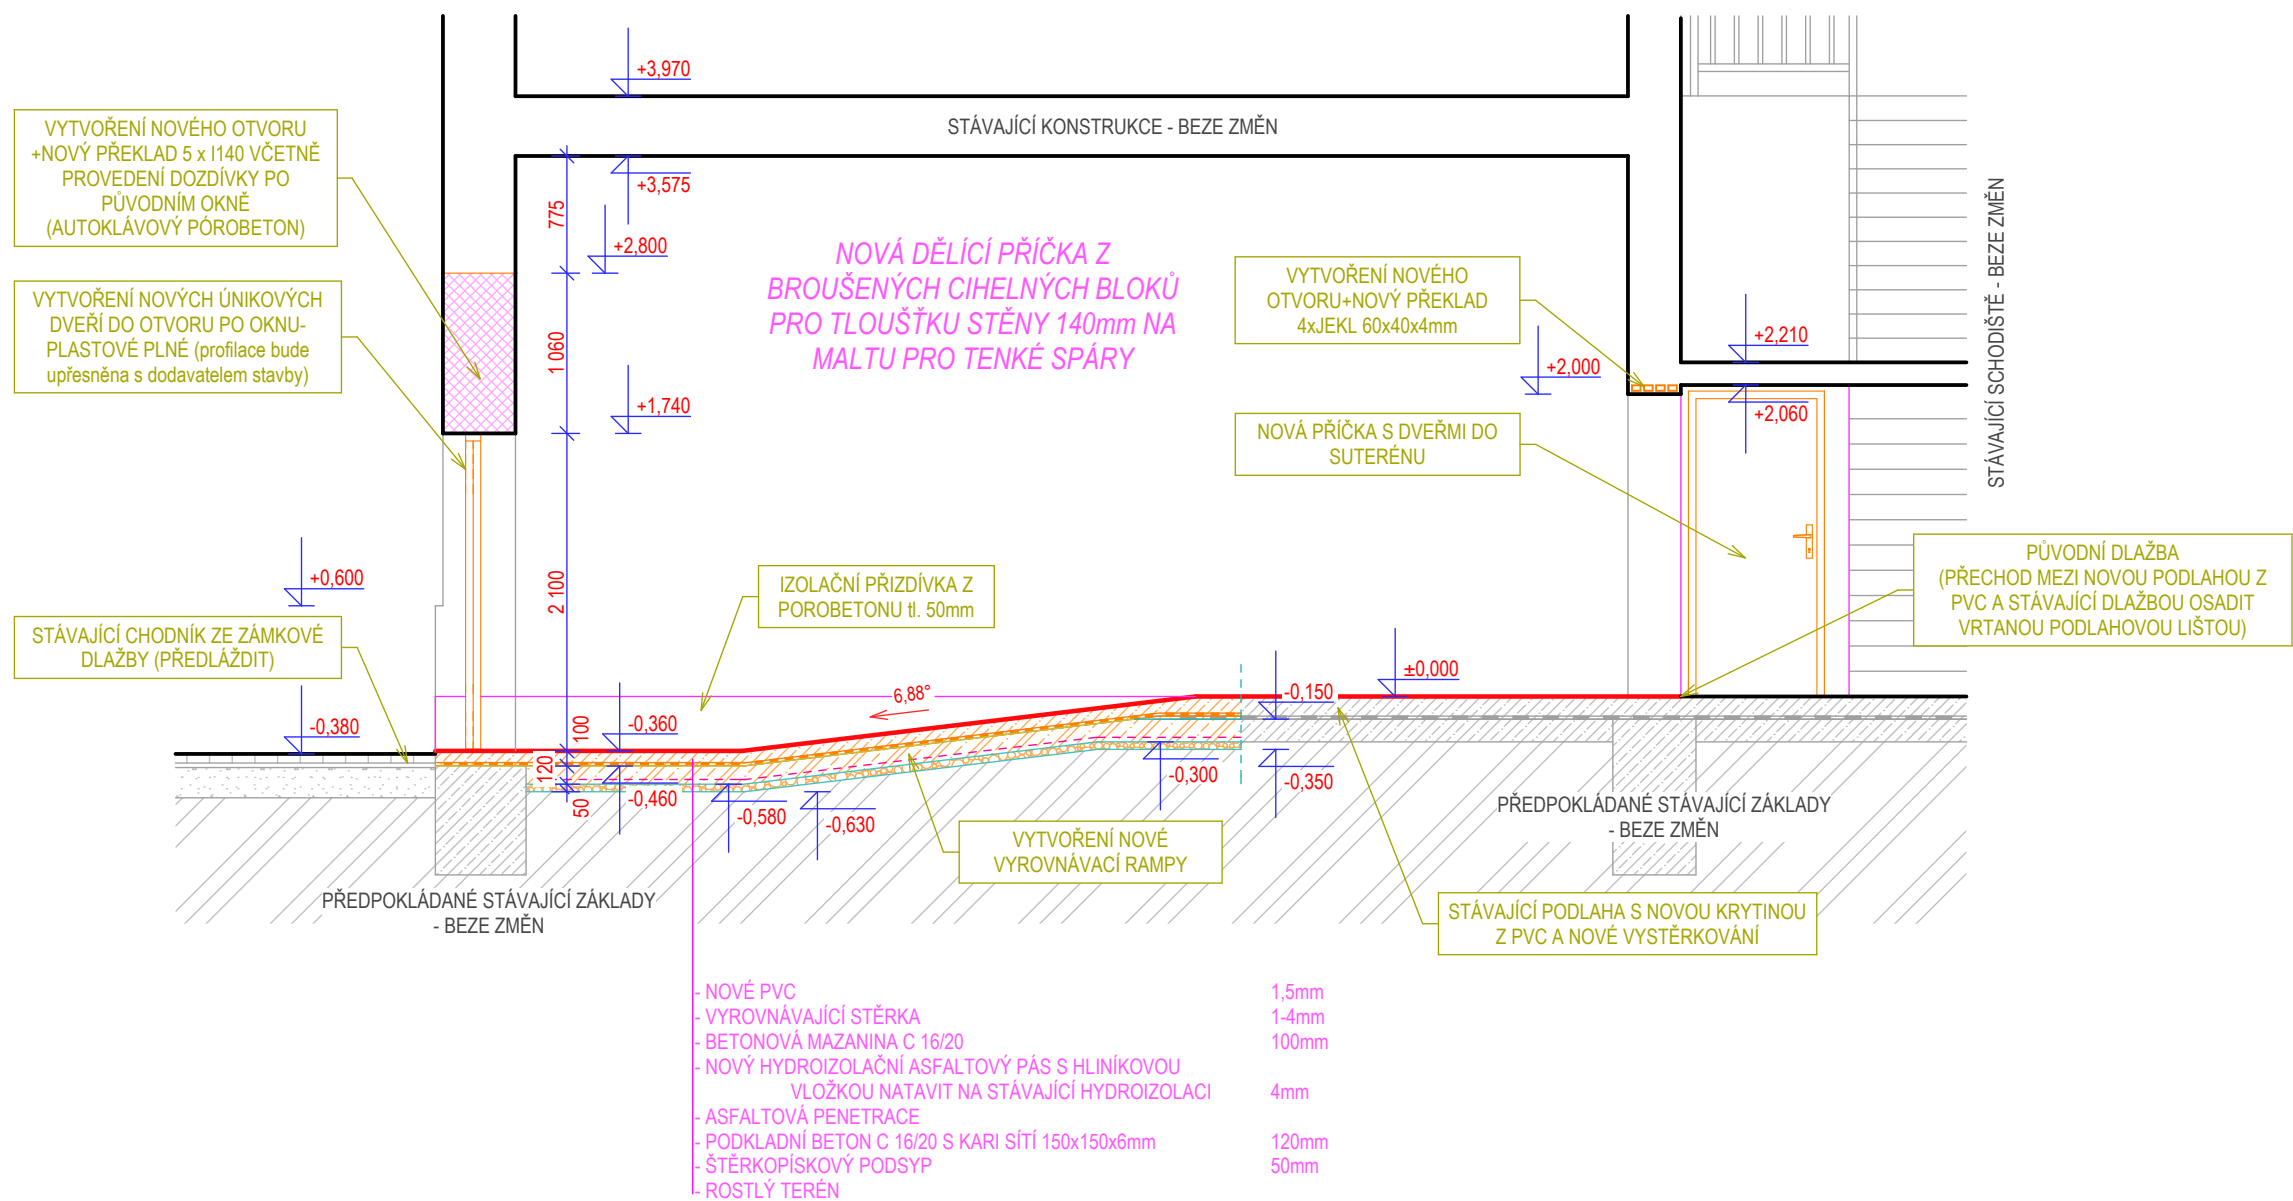 +3,970
STÁVAJÍCÍ KONSTRUKCE - BEZE ZMĚN
VYTVOŘENÍ NOVÉHO OTVORU
+NOVÝ PŘEKLAD 5 x I140 VČETNĚ
PROVEDENÍ DOZDÍVKY PO
PŮVODNÍM OKNĚ
(AUTOKLÁVOVÝ PÓROBETON)
+3,575
775
+2,800
NOVÁ DĚLÍCÍ PŘÍČKA Z
BROUŠENÝCH CIHELNÝCH BLOKŮ
PRO TLOUŠŤKU STĚNY 140mm NA
MALTU PRO TENKÉ SPÁRY
VYTVOŘENÍ NOVÝCH ÚNIKOVÝCH
DVEŘÍ DO OTVORU PO OKNU-
PLASTOVÉ PLNÉ (profilace bude
upřesněna s dodavatelem stavby)
1 060
+1,740
VYTVOŘENÍ NOVÉHO
OTVORU+NOVÝ PŘEKLAD
4xJEKL 60x40x4mm
+2,000
+2,210
+2,060
STÁVAJÍCÍ SCHODIŠTĚ - BEZE ZMĚN
NOVÁ PŘÍČKA S DVEŘMI DO
SUTERÉNU
+0,600
2 100
IZOLAČNÍ PŘIZDÍVKA Z
POROBETONU tl. 50mm
PŮVODNÍ DLAŽBA
(PŘECHOD MEZI NOVOU PODLAHOU Z
PVC A STÁVAJÍCÍ DLAŽBOU OSADIT
VRTANOU PODLAHOVOU LIŠTOU)
STÁVAJÍCÍ CHODNÍK ZE ZÁMKOVÉ
DLAŽBY (PŘEDLÁŽDIT)
±0,000
6,88°
-0,150
-0,380
100
-0,360
120
-0,460
50
-0,580
-0,630
-0,300
-0,350
PŘEDPOKLÁDANÉ STÁVAJÍCÍ ZÁKLADY
- BEZE ZMĚN
VYTVOŘENÍ NOVÉ
VYROVNÁVACÍ RAMPY
PŘEDPOKLÁDANÉ STÁVAJÍCÍ ZÁKLADY
- BEZE ZMĚN
STÁVAJÍCÍ PODLAHA S NOVOU KRYTINOU
Z PVC A NOVÉ VYSTĚRKOVÁNÍ
- NOVÉ PVC 1,5mm
- VYROVNÁVAJÍCÍ STĚRKA 1-4mm
- BETONOVÁ MAZANINA C 16/20 100mm
- NOVÝ HYDROIZOLAČNÍ ASFALTOVÝ PÁS S HLINÍKOVOU
VLOŽKOU NATAVIT NA STÁVAJÍCÍ HYDROIZOLACI 4mm
- ASFALTOVÁ PENETRACE
- PODKLADNÍ BETON C 16/20 S KARI SÍTÍ 150x150x6mm 120mm
- ŠTĚRKOPÍSKOVÝ PODSYP 50mm
- ROSTLÝ TERÉN